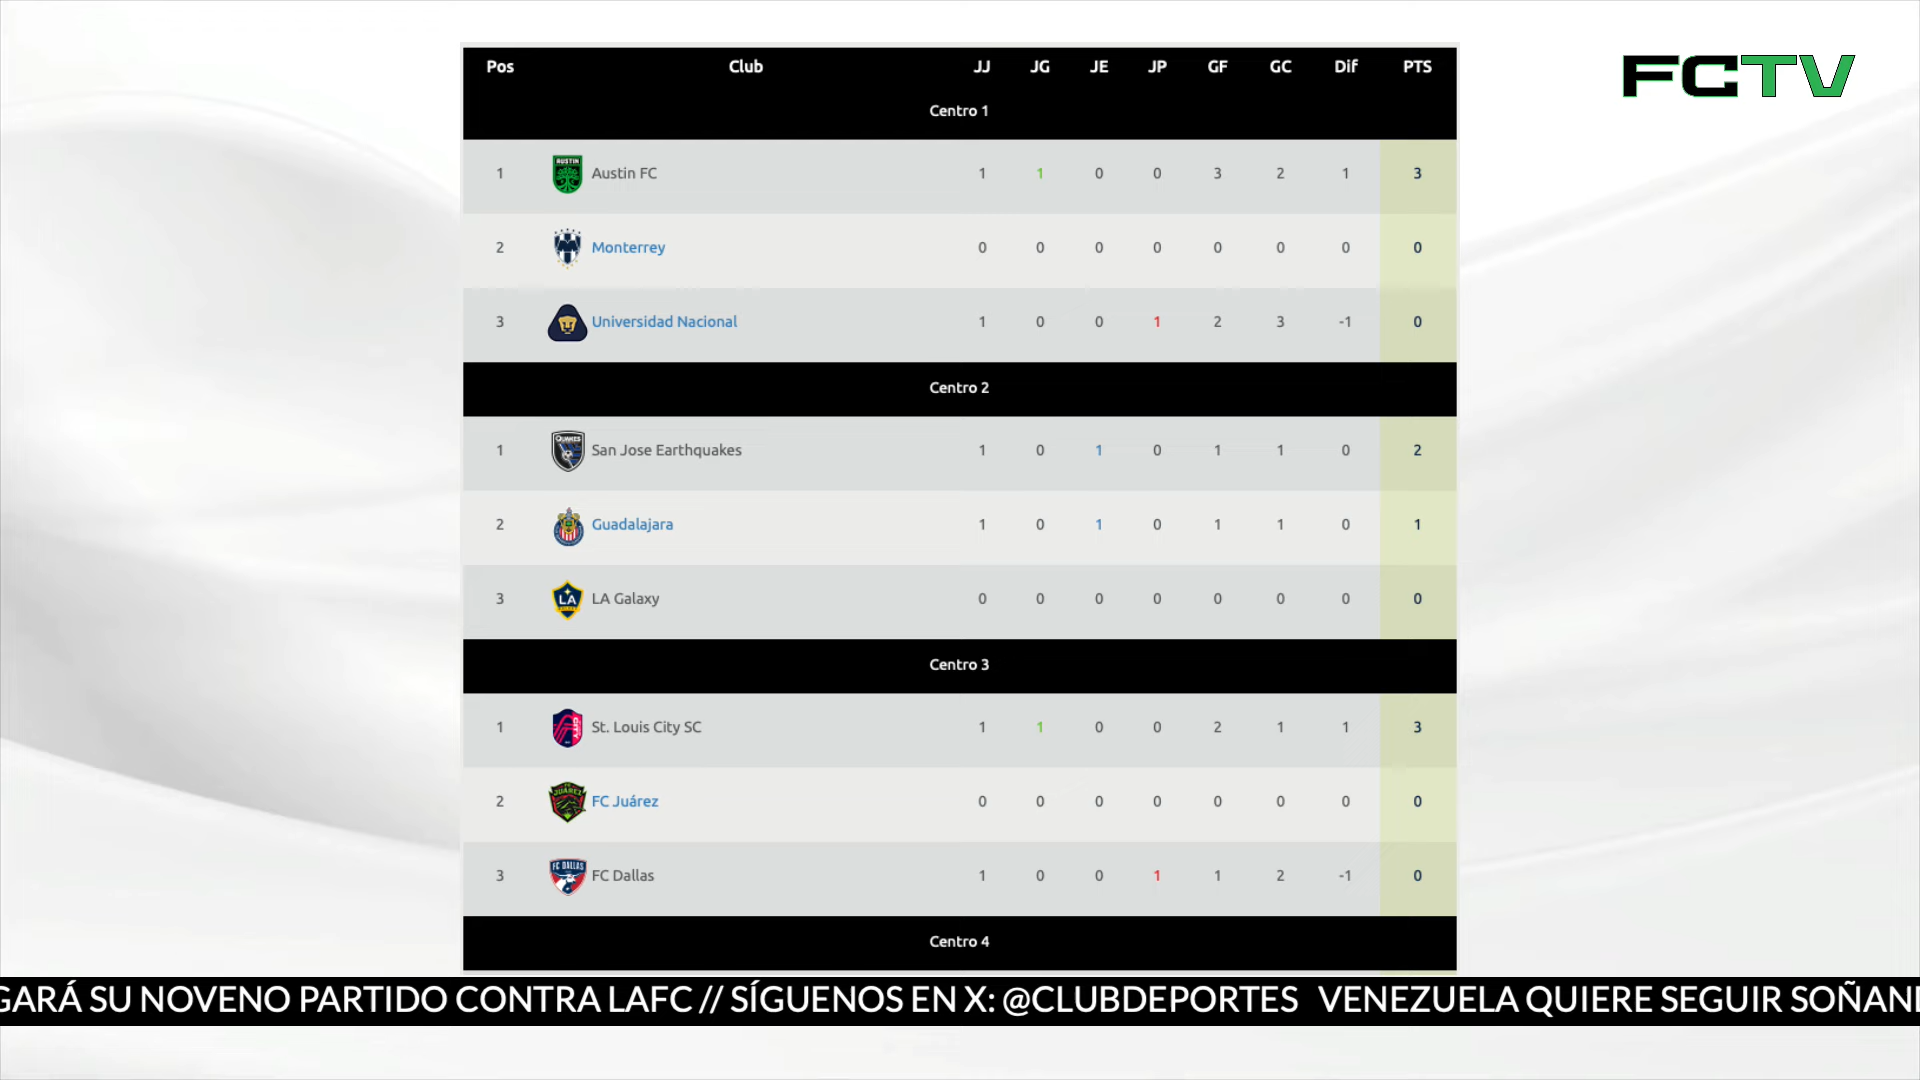 FCTV
Pos Club JJ JG JE JP GF GC Dif PTS
Centro 1
1 Austin FC 1 1 0 0 3 2 1 3
2 Monterrey 0 0 0 0 0 0 0 0
3 Universidad Nacional 1 0 0 1 2 3 -1 0
Centro 2
1 San Jose Earthquakes 1 0 1 0 1 1 0 2
2 Guadalajara 1 0 1 0 1 1 0 1
3 LA Galaxy 0 0 0 0 0 0 0 0
Centro 3
1 St. Louis City SC 1 1 0 0 2 1 1 3
2 FC Juárez 0 0 0 0 0 0 0 0
3 FC Dallas 1 0 0 1 1 2 -1 0
Centro 4
GARÁ SU NOVENO PARTIDO CONTRA LAFC // SÍGUENOS EN X: @CLUBDEPORTES VENEZUELA QUIERE SEGUIR SOÑAN